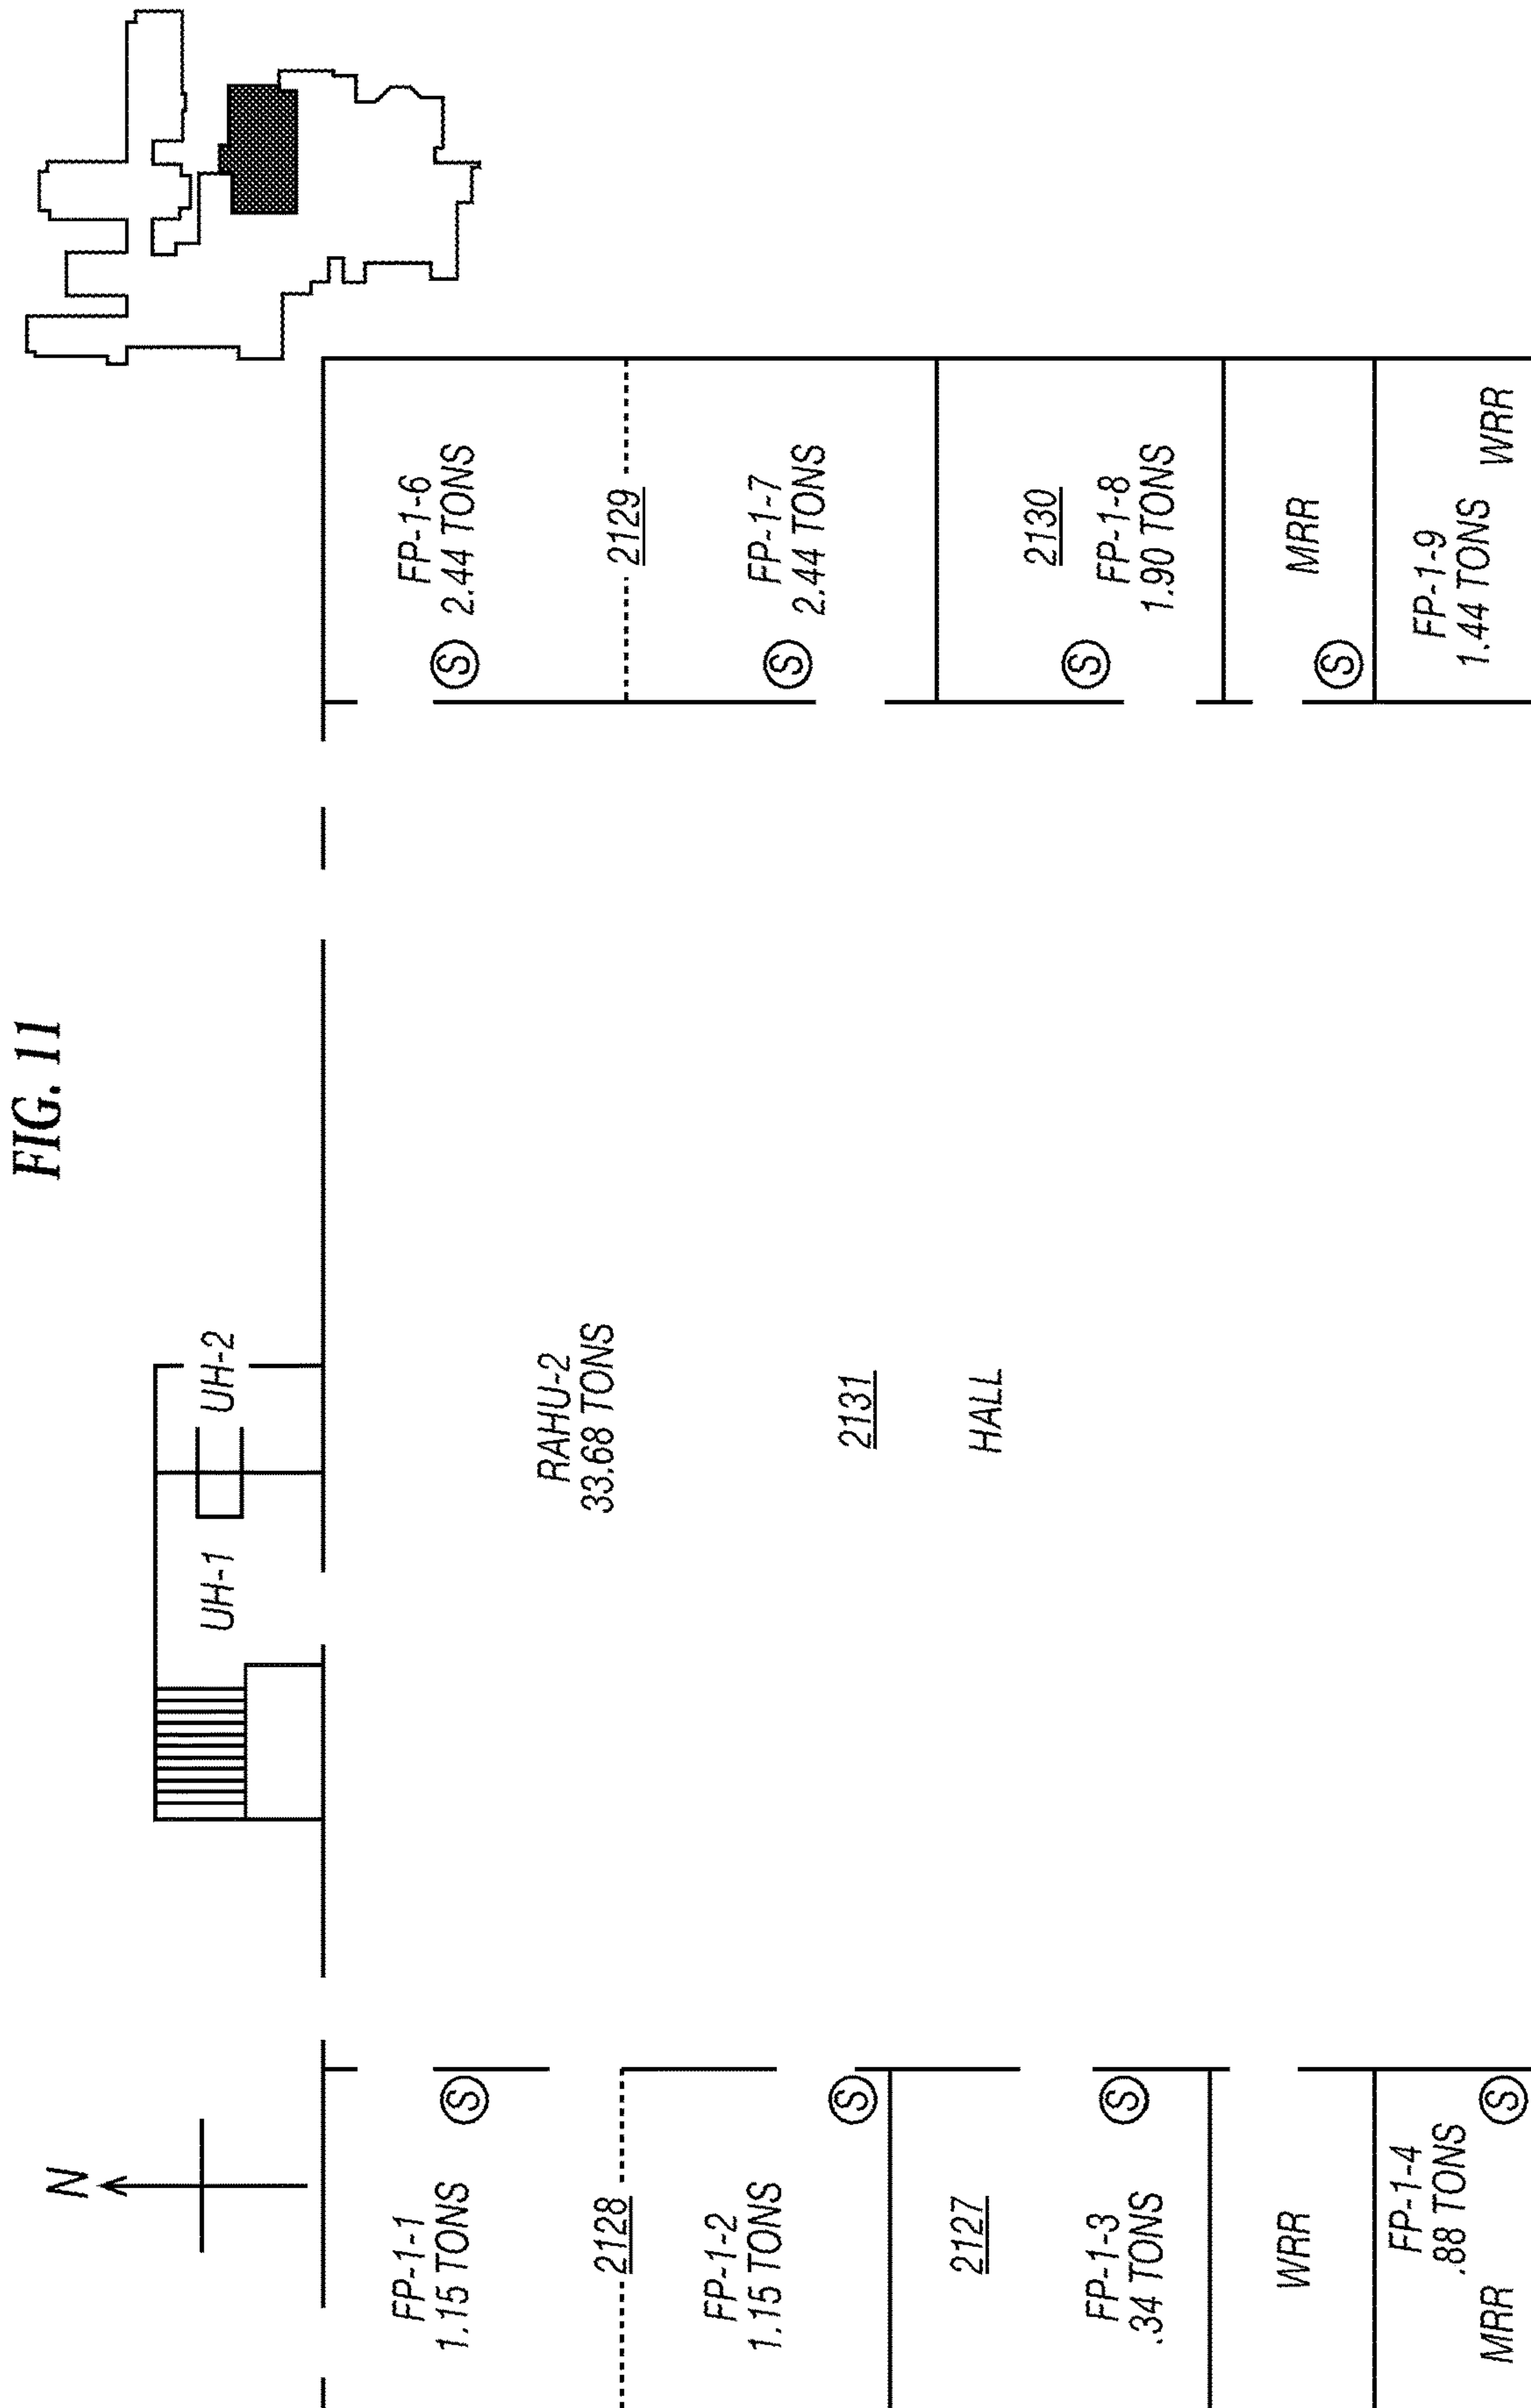 FIG. 11
N
UH-1
UH-2
FP-1-1
1.15 TONS
S
2128
FP-1-2
1.15 TONS
S
2127
FP-1-3
.34 TONS
S
WRR
FP-1-4
.88 TONS
MRR
S
RAHU-2
33.68 TONS
2131
HALL
FP-1-6
2.44 TONS
S
2129
FP-1-7
2.44 TONS
S
2130
FP-1-8
1.90 TONS
S
MRR
S
FP-1-9
1.44 TONS
WRR